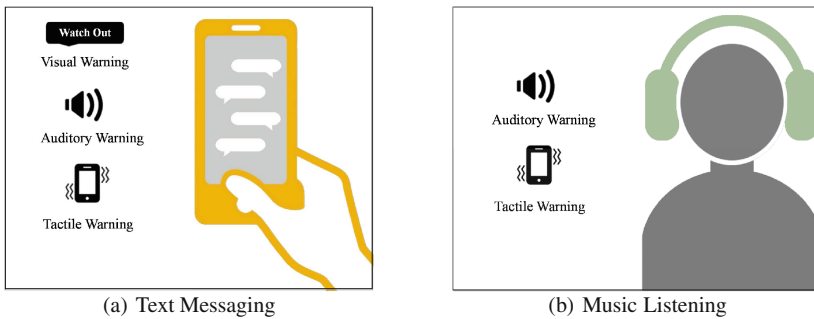 Watch Out
Visual Warning
Auditory Warning
Tactile Warning
(a) Text Messaging
Auditory Warning
Tactile Warning
(b) Music Listening